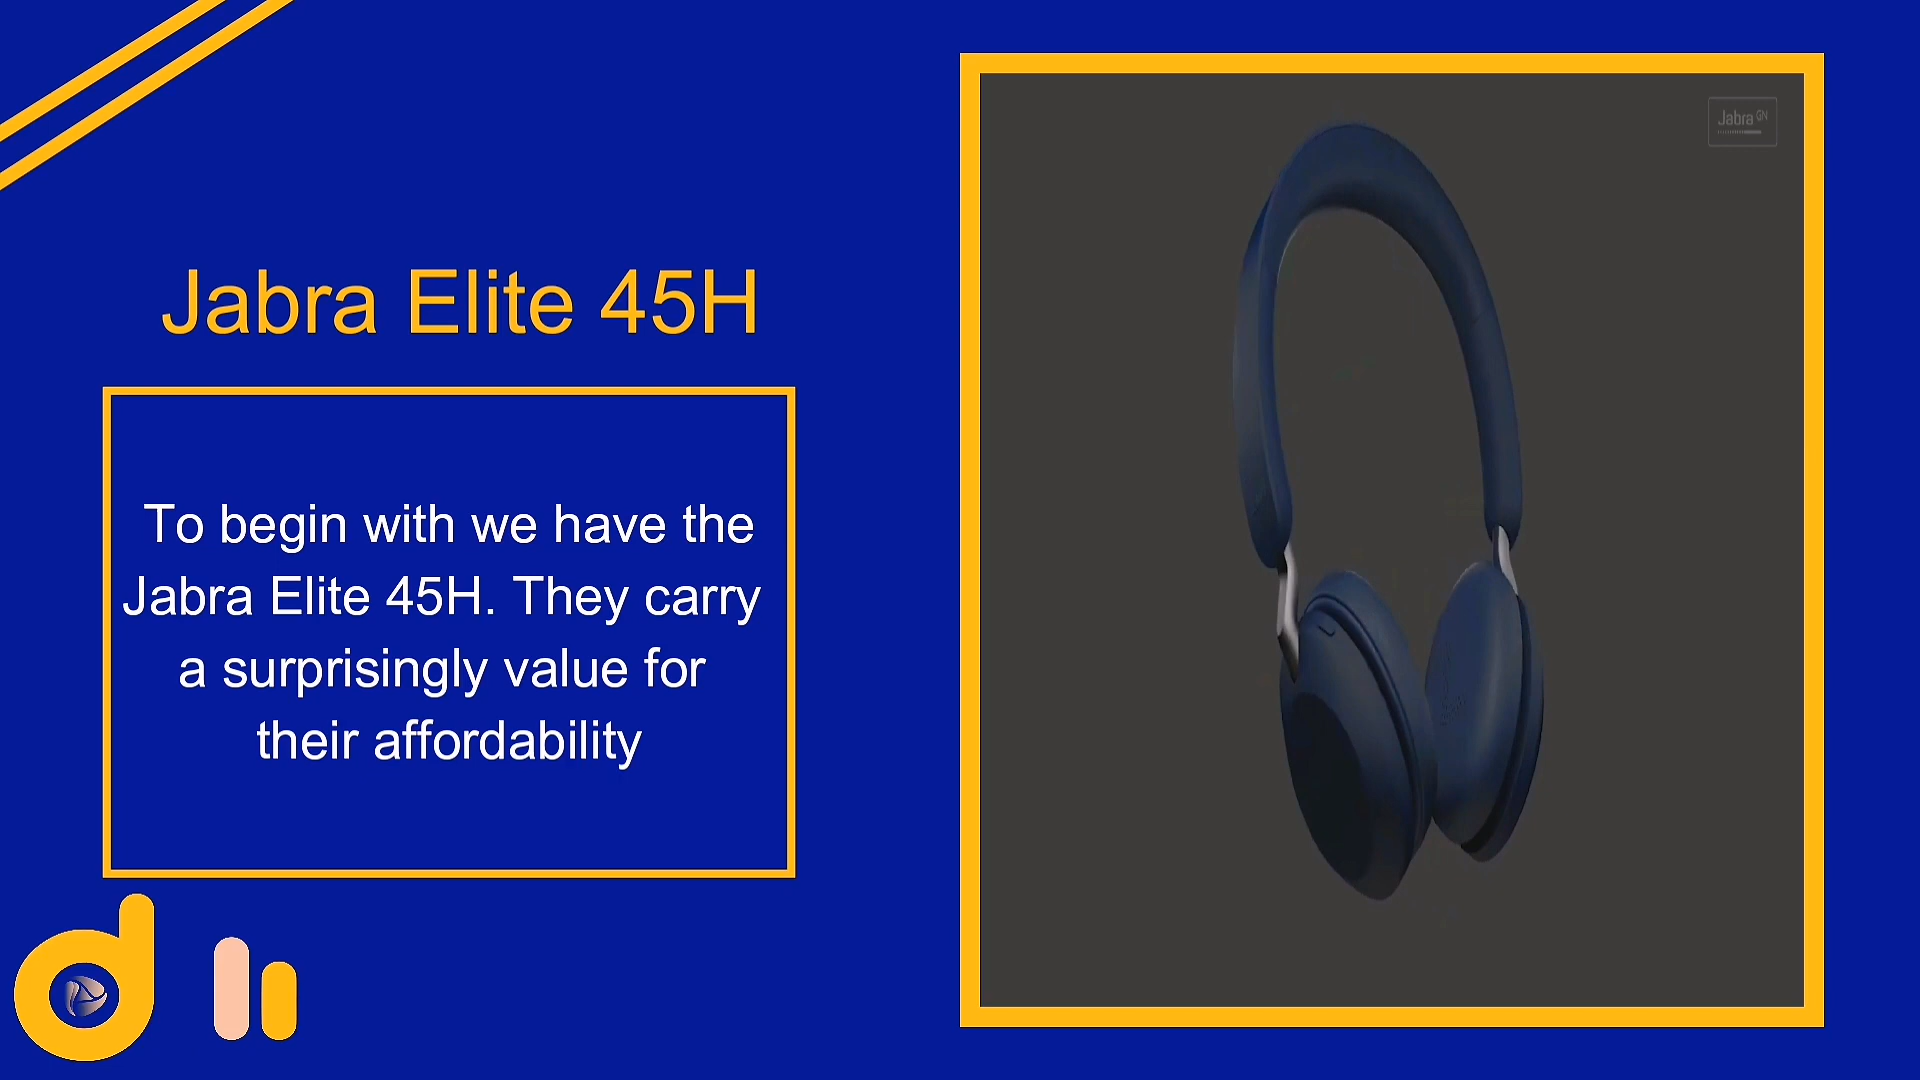 Jabra GN
Jabra Elite 45H
To begin with we have the
Jabra Elite 45H. They carry
a surprisingly value for
their affordability